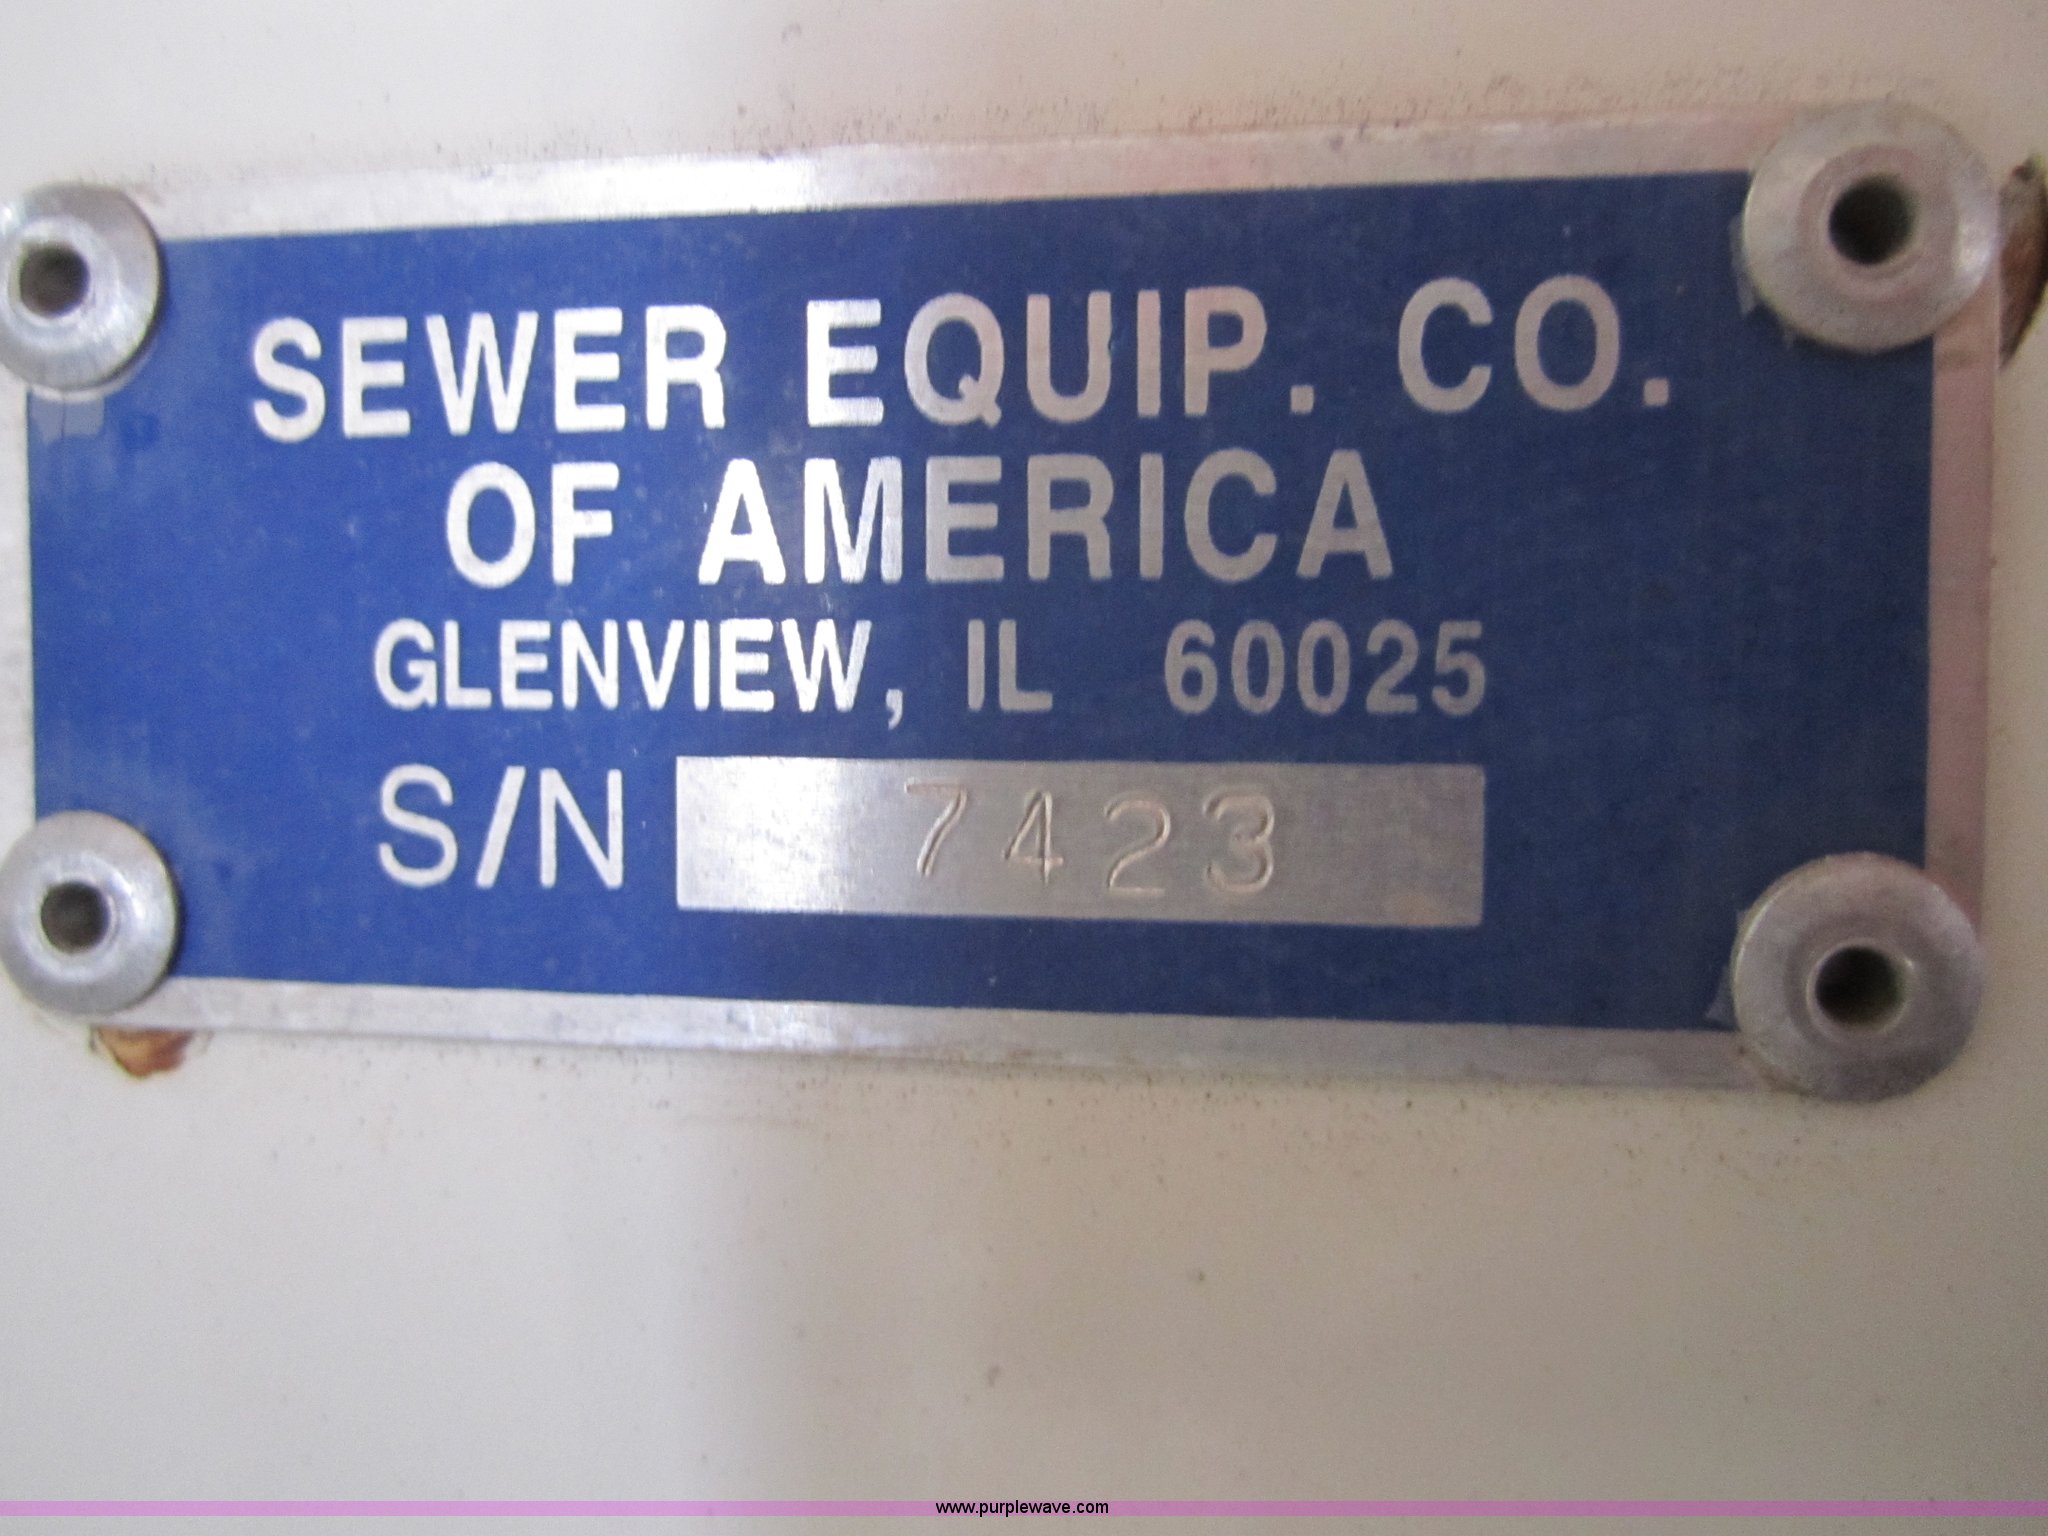 SEWER EQUIP. CO.
OF AMERICA
GLENVIEW, IL 60025
S/N 7423
www.purplewave.com